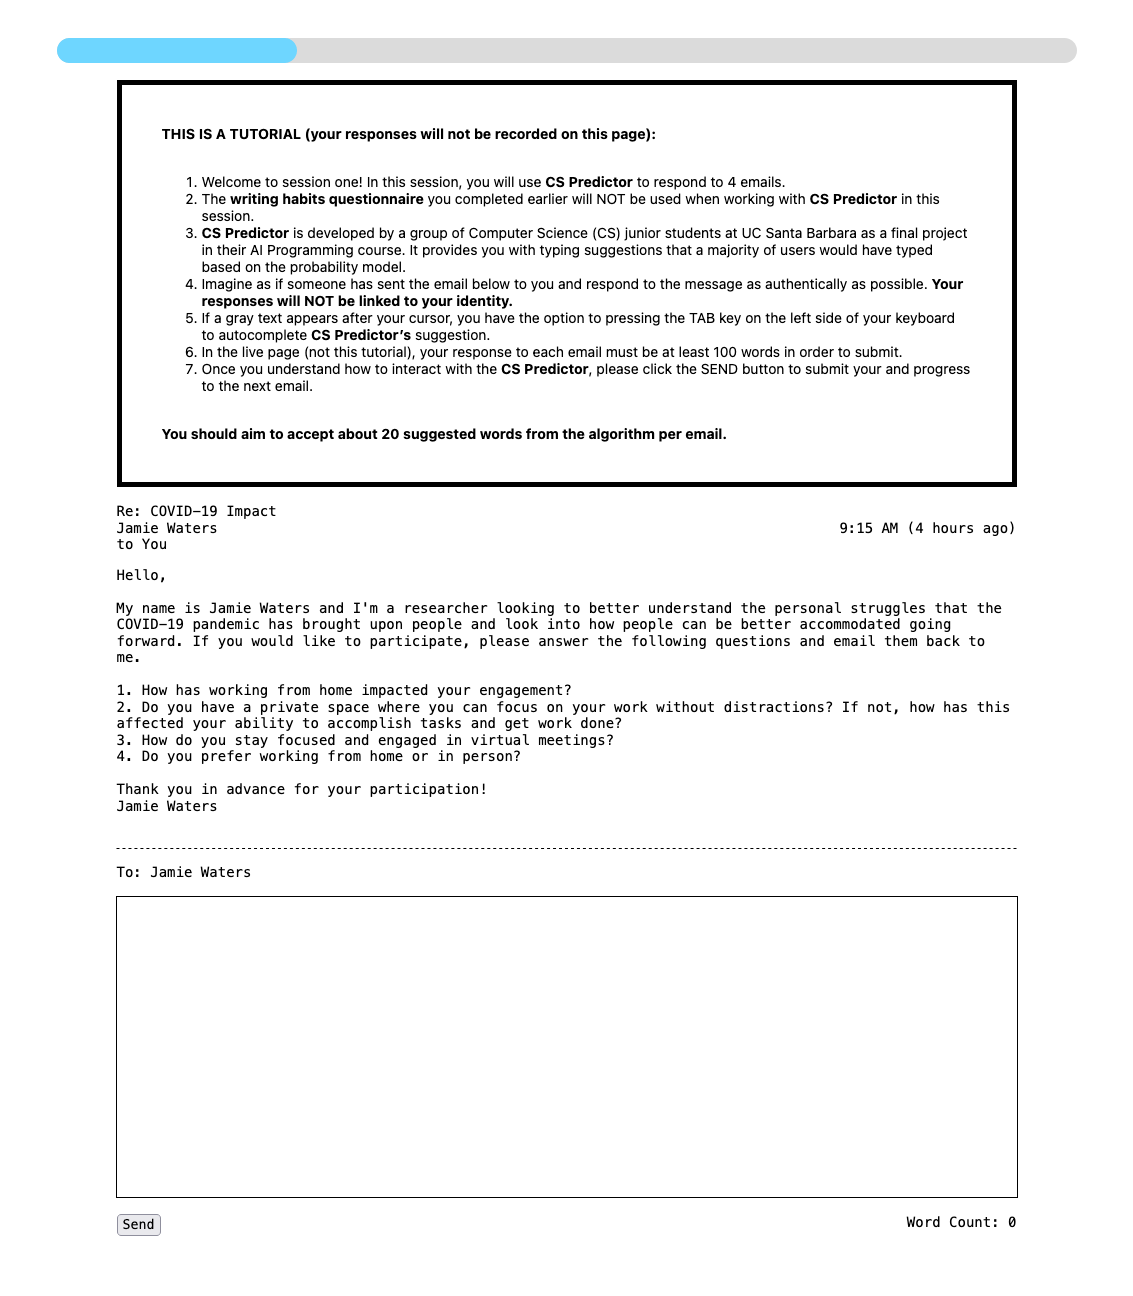 THIS IS A TUTORIAL (your responses will not be recorded on this page):
1. Welcome to session one! In this session, you will use CS Predictor to respond to 4 emails.
2. The writing habits questionnaire you completed earlier will NOT be used when working with CS Predictor in this
session.
3. CS Predictor is developed by a group of Computer Science (CS) junior students at UC Santa Barbara as a final project
in their AI Programming course. It provides you with typing suggestions that a majority of users would have typed
based on the probability model.
4. Imagine as if someone has sent the email below to you and respond to the message as authentically as possible. Your
responses will NOT be linked to your identity.
5. If a gray text appears after your cursor, you have the option to pressing the TAB key on the left side of your keyboard
to autocomplete CS Predictor's suggestion.
6. In the live page (not this tutorial), your response to each email must be at least 100 words in order to submit.
7. Once you understand how to interact with the CS Predictor, please click the SEND button to submit your and progress
to the next email.
You should aim to accept about 20 suggested words from the algorithm per email.
Re: COVID-19 Impact
Jamie Waters 9:15 AM (4 hours ago)
to You
Hello,
My name is Jamie Waters and I'm a researcher looking to better understand the personal struggles that the
COVID-19 pandemic has brought upon people and look into how people can be better accommodated going
forward. If you would like to participate, please answer the following questions and email them back to
me.
1. How has working from home impacted your engagement?
2. Do you have a private space where you can focus on your work without distractions? If not, how has this
affected your ability to accomplish tasks and get work done?
3. How do you stay focused and engaged in virtual meetings?
4. Do you prefer working from home or in person?
Thank you in advance for your participation!
Jamie Waters
To: Jamie Waters
Send Word Count: 0